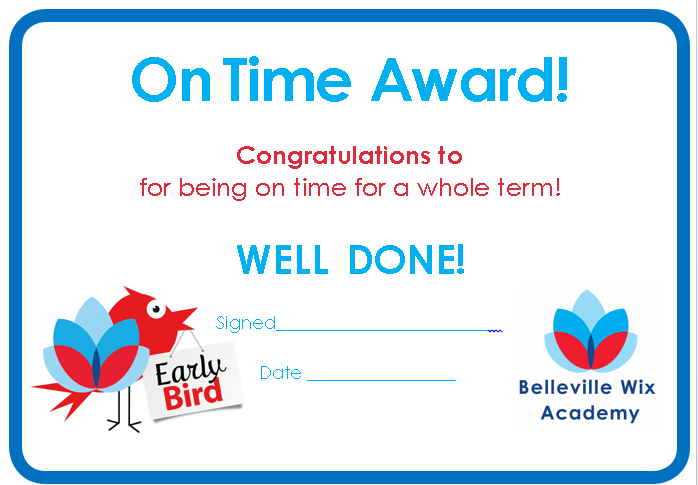 On Time Award!
Congratulations to
for being on time for a whole term!
WELL DONE!
Signed
Early
Bird
Date
Belleville Wix
Academy